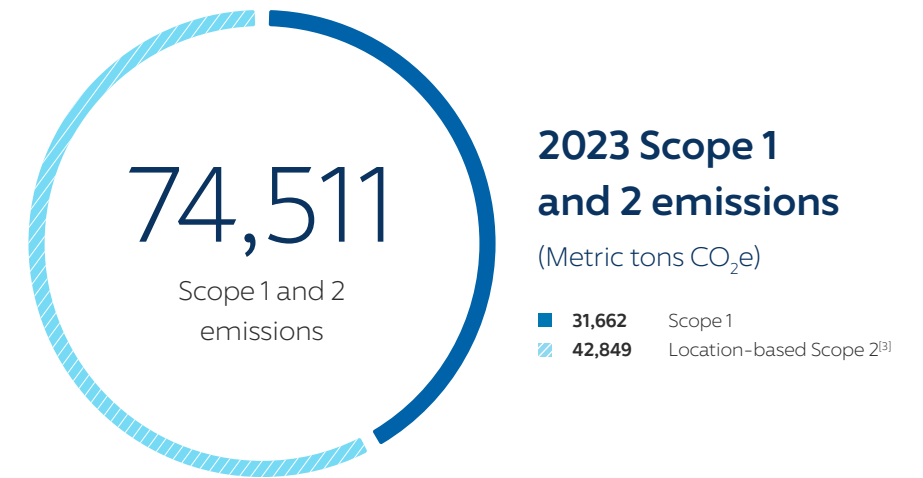 74,511
Scope 1 and 2
emissions
2023 Scope 1
and 2 emissions
(Metric tons CO₂e)
31,662 Scope 1
42,849 Location-based Scope 2[3]